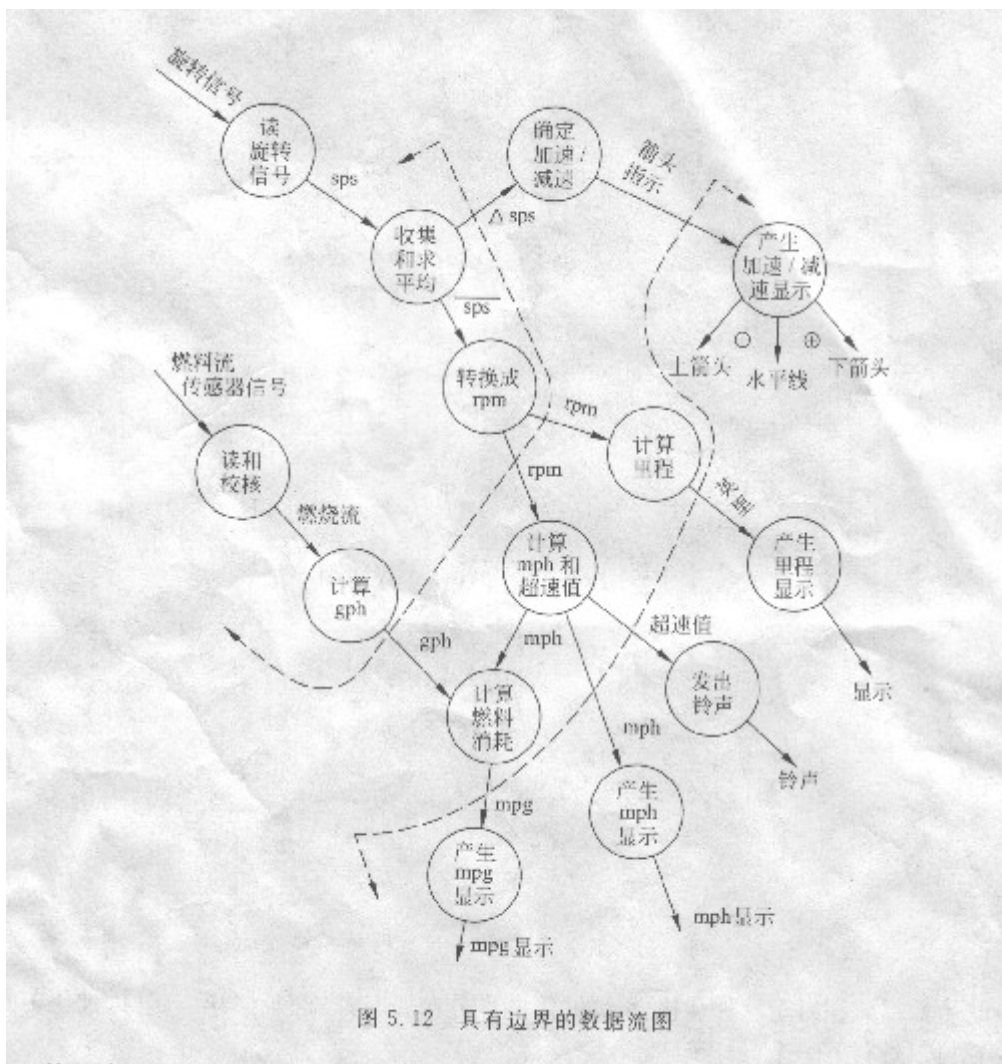 旋转信号
读
旋转
信号
sps
确定
加速/
减速
箭头
指示
△sps
收集
和求
平均
产生
加速/减
速显示
sps
○
⊕
上箭头
水平线
下箭头
燃料流
传感器信号
转换成
rpm
rpm
计算
里程
读和
校核
rpm
英里
燃烧流
产生
里程
显示
计算
mph和
超速值
计算
gph
gph
mph
超速值
显示
发出
铃声
计算
燃料
消耗
mph
铃声
mpg
产生
mph
显示
产生
mpg
显示
mph显示
mpg显示
图 5.12 具有边界的数据流图